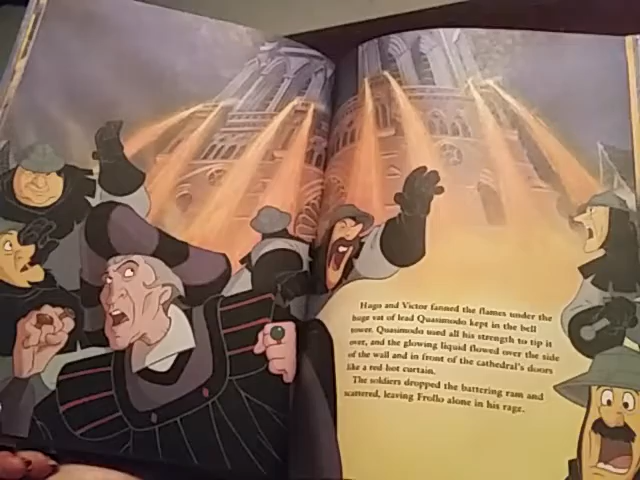 Hugo and Victor fanned the flames under the
huge vat of lead Quasimodo kept in the bell
tower. Quasimodo used all his strength to tip it
over, and the glowing liquid flowed over the side
of the wall and in front of the cathedral's doors
like a red-hot curtain.
The soldiers dropped the battering ram and
scattered, leaving Frollo alone in his rage.